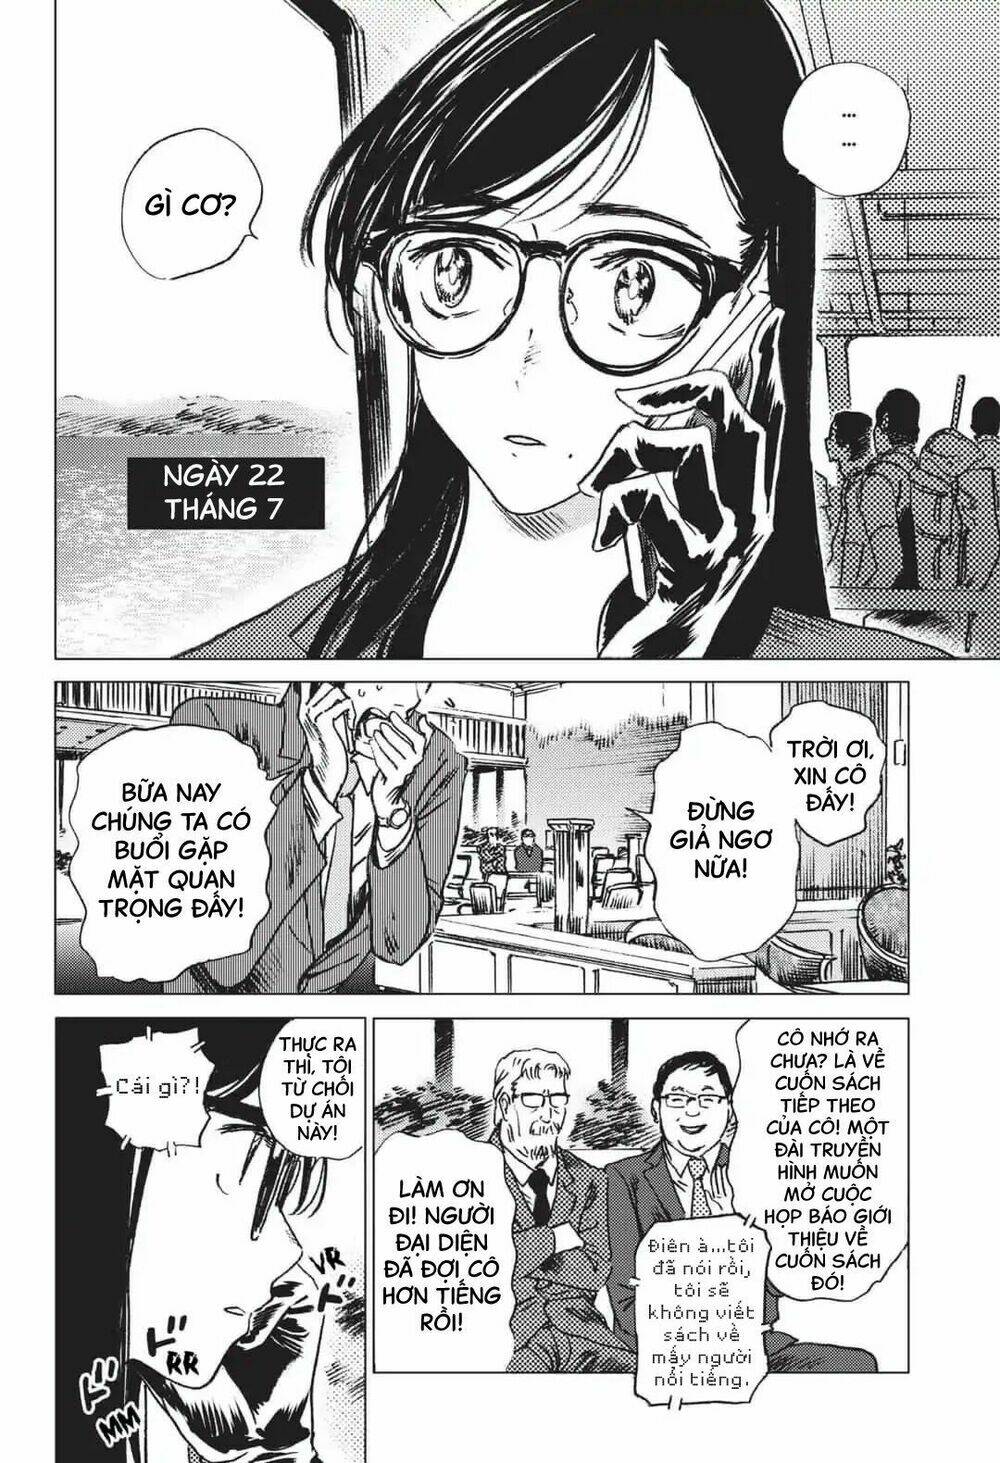 ...
...
GÌ CƠ?
NGÀY 22
THÁNG 7
TRỜI ƠI,
XIN CÔ
ĐẤY!
ĐỪNG
GIẢ NGƠ
NỮA!
BỮA NAY
CHÚNG TA CÓ
BUỔI GẶP
MẶT QUAN
TRỌNG ĐẤY!
CÔ NHỚ RA
CHƯA? LÀ VỀ
CUỐN SÁCH
TIẾP THEO
CỦA CÔ! MỘT
ĐÀI TRUYỀN
HÌNH MUỐN
MỞ CUỘC
HỌP BÁO GIỚI
THIỆU VỀ
CUỐN SÁCH
ĐÓ!
Điên à...tôi
đã nói rồi,
tôi sẽ
không viết
sách về
mấy người
nổi tiếng.
LÀM ƠN
ĐI! NGƯỜI
ĐẠI DIỆN
ĐÃ ĐỢI CÔ
HƠN TIẾNG
RỒI!
THỰC RA
THÌ, TÔI
TỪ CHỐI
DỰ ÁN
NÀY!
Cái gì?!
VR
ド
RR
ド
MM